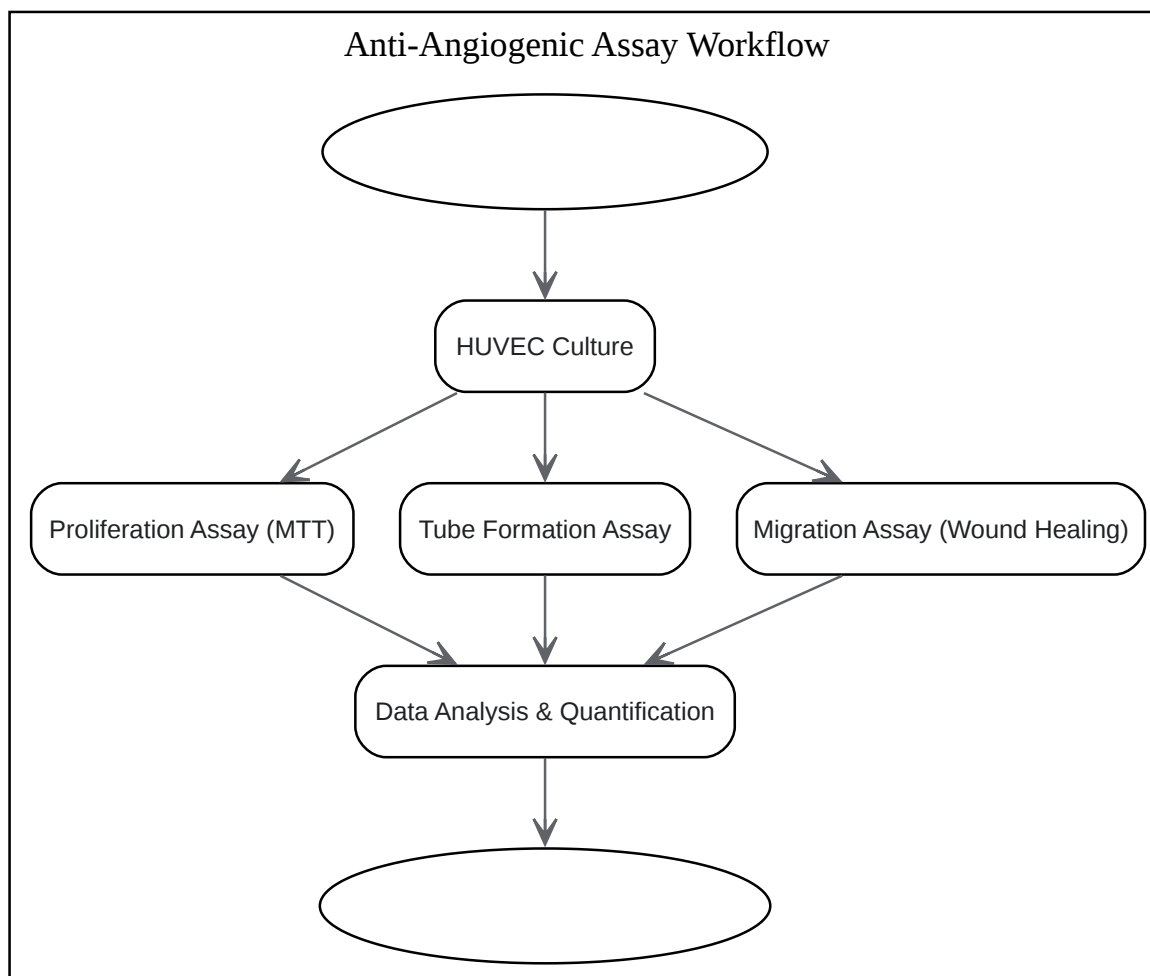 Anti-Angiogenic Assay Workflow
HUVEC Culture
Proliferation Assay (MTT)
Tube Formation Assay
Migration Assay (Wound Healing)
Data Analysis & Quantification